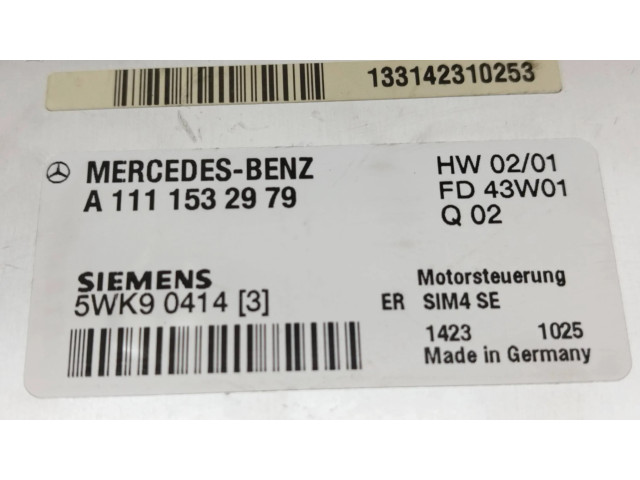 133142310253
MERCEDES-BENZ
A 111 153 29 79
HW 02/01
FD 43W01
Q 02
SIEMENS
5WK9 0414 [3]
Motorsteuerung
ER SIM4 SE
1423 1025
Made in Germany